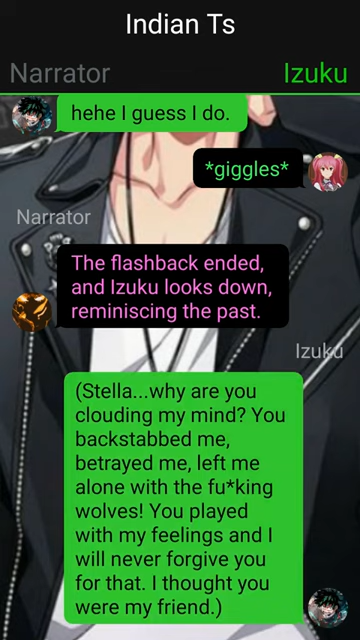 Indian Ts
Narrator
Izuku
hehe I guess I do.
*giggles*
Narrator
The flashback ended,
and Izuku looks down,
reminiscing the past.
Izuku
(Stella...why are you
clouding my mind? You
backstabbed me,
betrayed me, left me
alone with the fu*king
wolves! You played
with my feelings and I
will never forgive you
for that. I thought you
were my friend.)